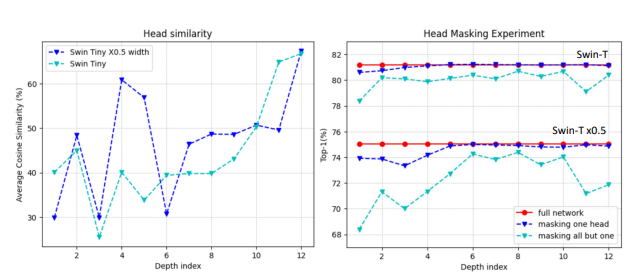 Head similarity
Swin Tiny X0.5 width
Swin Tiny
Average Cosine Similarity (%)
60
50
40
30
2 4 6 8 10 12
Depth index
Head Masking Experiment
Swin-T
Swin-T x0.5
Top-1(%)
82
80
78
76
74
72
70
68
full network
masking one head
masking all but one
2 4 6 8 10 12
Depth index